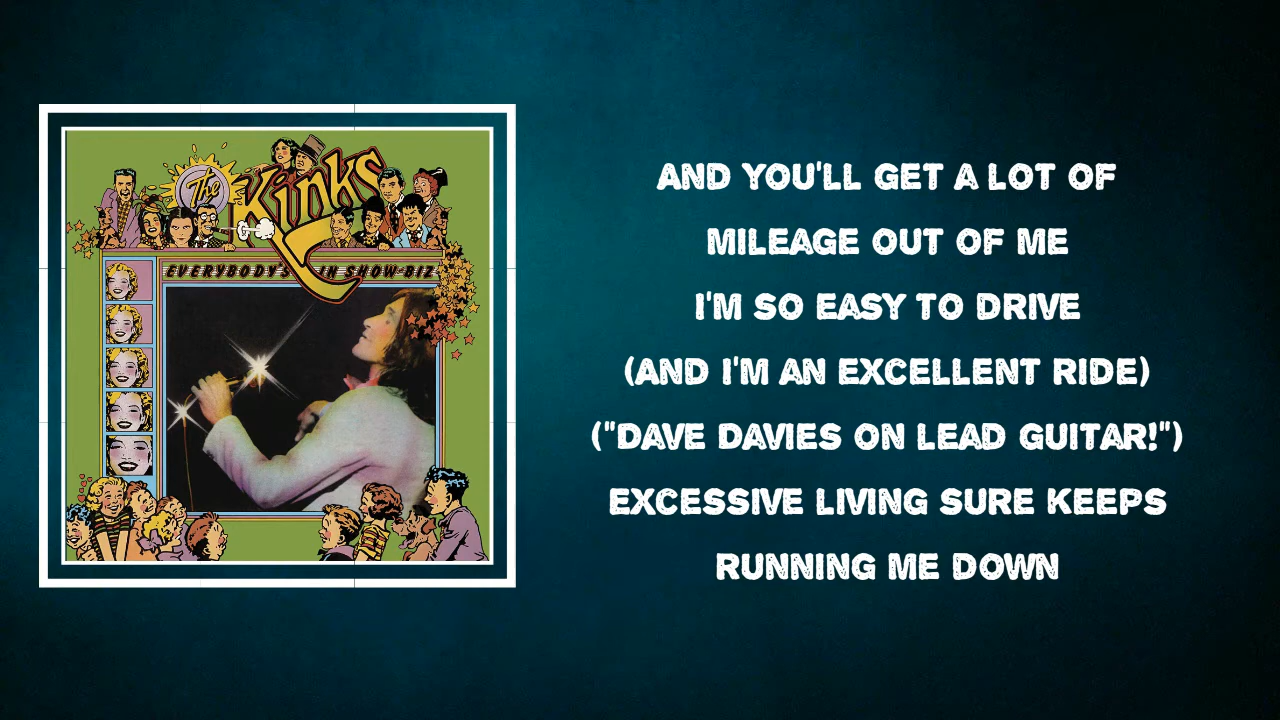 The
Kinks
EVERYBODY'S IN SHOW-BIZ
AND YOU'LL GET A LOT OF
MILEAGE OUT OF ME
I'M SO EASY TO DRIVE
(AND I'M AN EXCELLENT RIDE)
("DAVE DAVIES ON LEAD GUITAR!")
EXCESSIVE LIVING SURE KEEPS
RUNNING ME DOWN